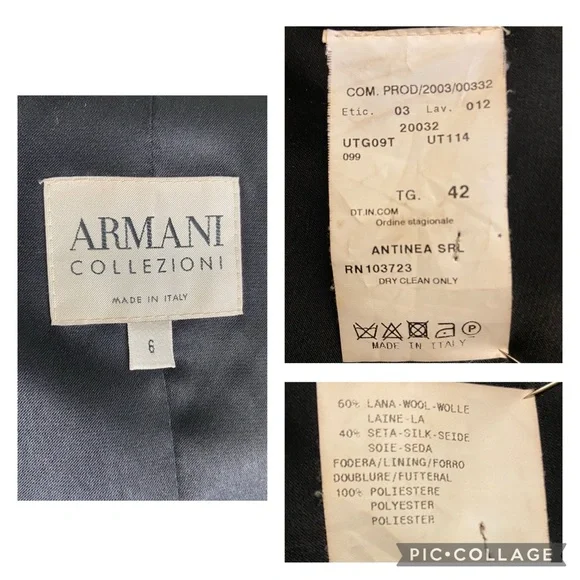 ARMANI
COLLEZIONI
MADE IN ITALY
6
COM. PROD/2003/00332
Etic. 03 Lav. 012
20032
UTG09T UT114
099
TG. 42
DT.IN.COM
Ordine stagionale
ANTINEA SRL
RN103723
DRY CLEAN ONLY
A P
MADE IN ITALY
60% LANA-WOOL-WOLLE
LAINE-LA
40% SETA-SILK-SEIDE
SOIE-SEDA
FODERA/LINING/FORRO
DOUBLURE/FUTTERAL
100% POLIESTERE
POLYESTER
POLIESTER
PIC•COLLAGE